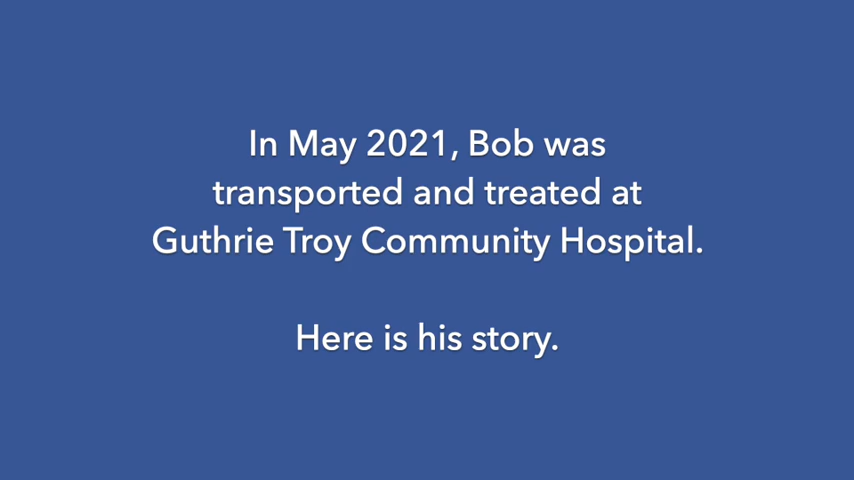 In May 2021, Bob was
transported and treated at
Guthrie Troy Community Hospital.
Here is his story.